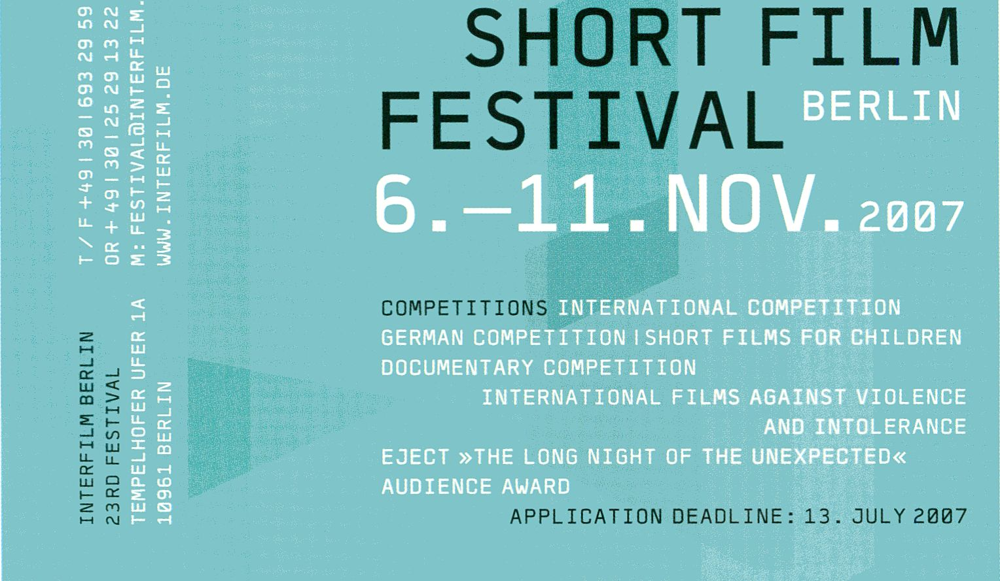 SHORT FILM
FESTIVAL BERLIN
6.—11.NOV. 2007
COMPETITIONS INTERNATIONAL COMPETITION
GERMAN COMPETITION | SHORT FILMS FOR CHILDREN
DOCUMENTARY COMPETITION
INTERNATIONAL FILMS AGAINST VIOLENCE
AND INTOLERANCE
EJECT »THE LONG NIGHT OF THE UNEXPECTED«
AUDIENCE AWARD
APPLICATION DEADLINE: 13. JULY 2007
INTERFILM BERLIN
23RD FESTIVAL
TEMPELHOFER UFER 1A
10961 BERLIN
T / F +49 | 30 | 693 29 59
OR + 49 | 30 | 25 29 13 22
M: FESTIVAL@INTERFILM.
WWW.INTERFILM.DE